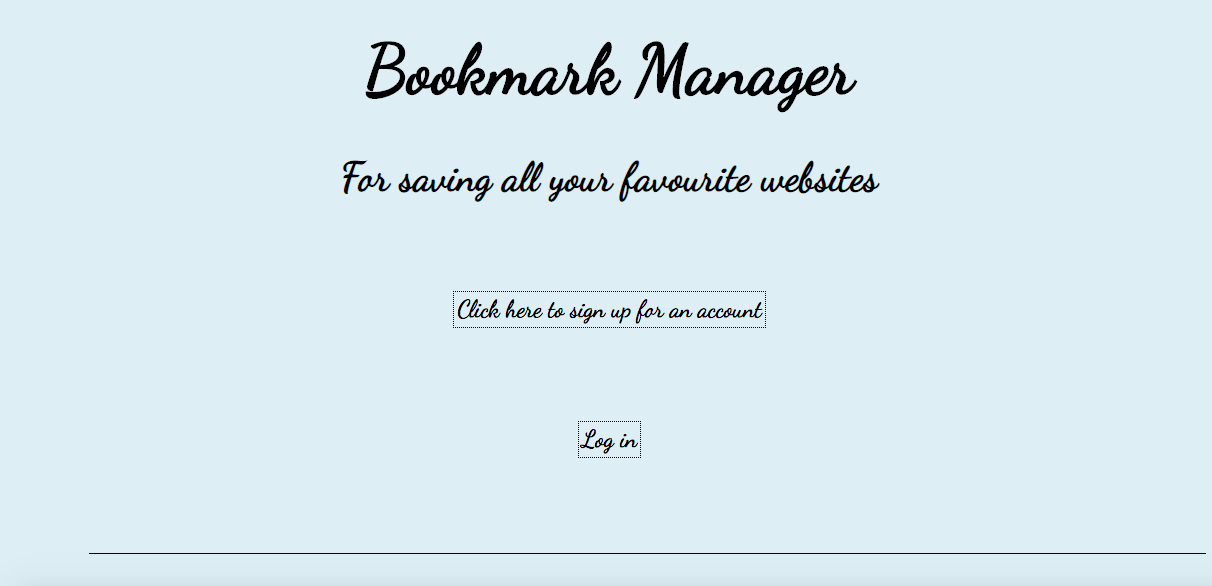 Bookmark Manager
For saving all your favourite websites
Click here to sign up for an account
Log in